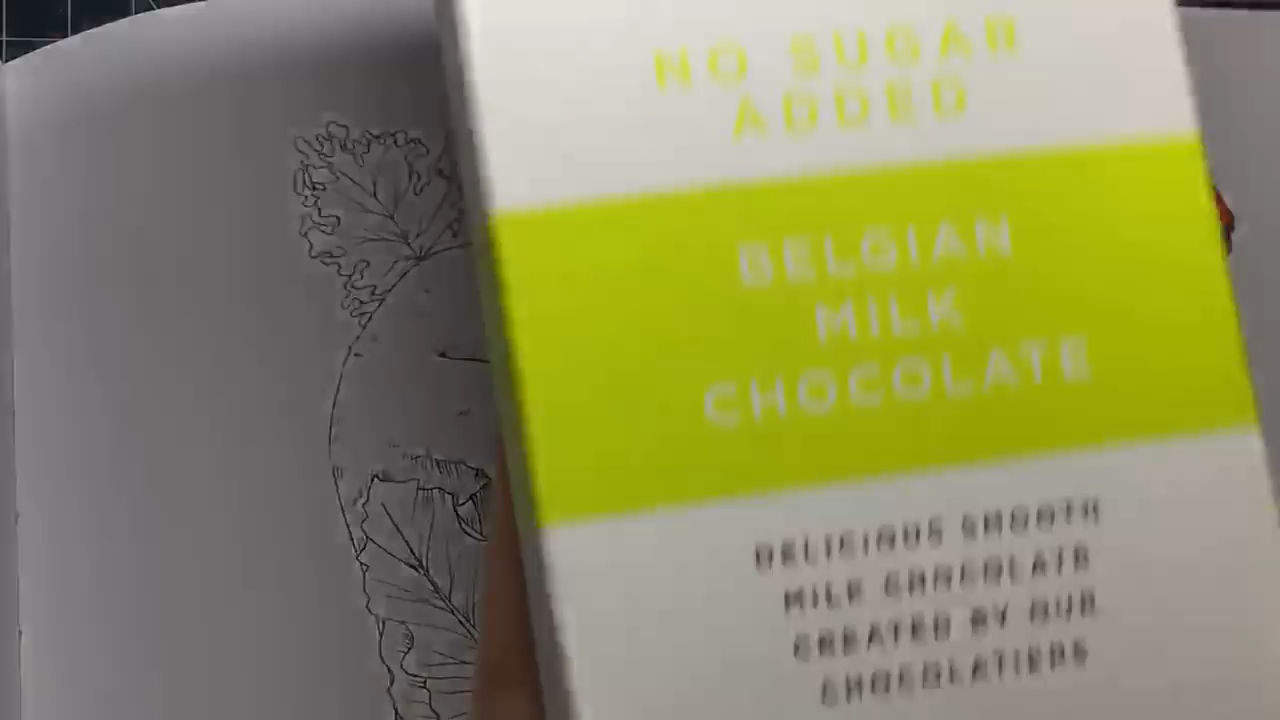 NO SUGAR
ADDED
BELGIAN
MILK
CHOCOLATE
DELICIOUS SMOOTH
MILK CHOCOLATE
CREATED BY OUR
CHOCOLATIERS